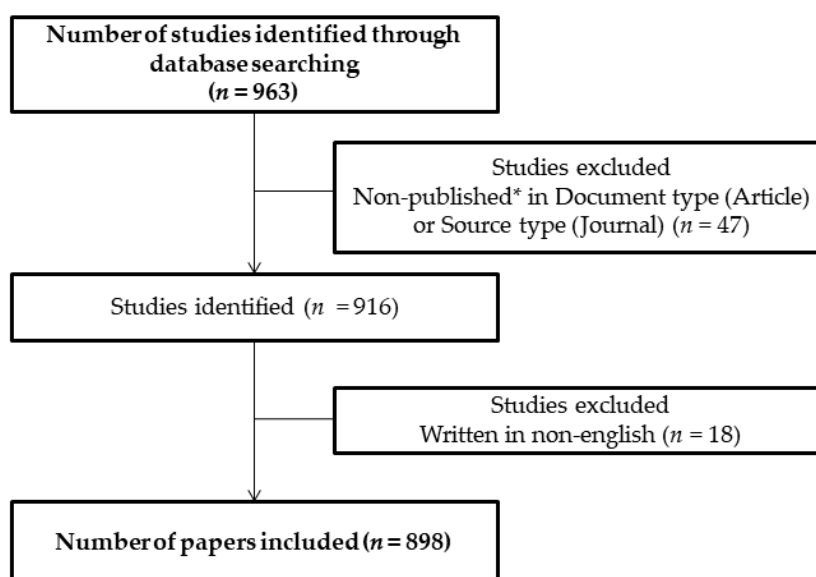 Number of studies identified through
database searching
(n = 963)
Studies excluded
Non-published* in Document type (Article)
or Source type (Journal) (n = 47)
Studies identified (n = 916)
Studies excluded
Written in non-english (n = 18)
Number of papers included (n = 898)